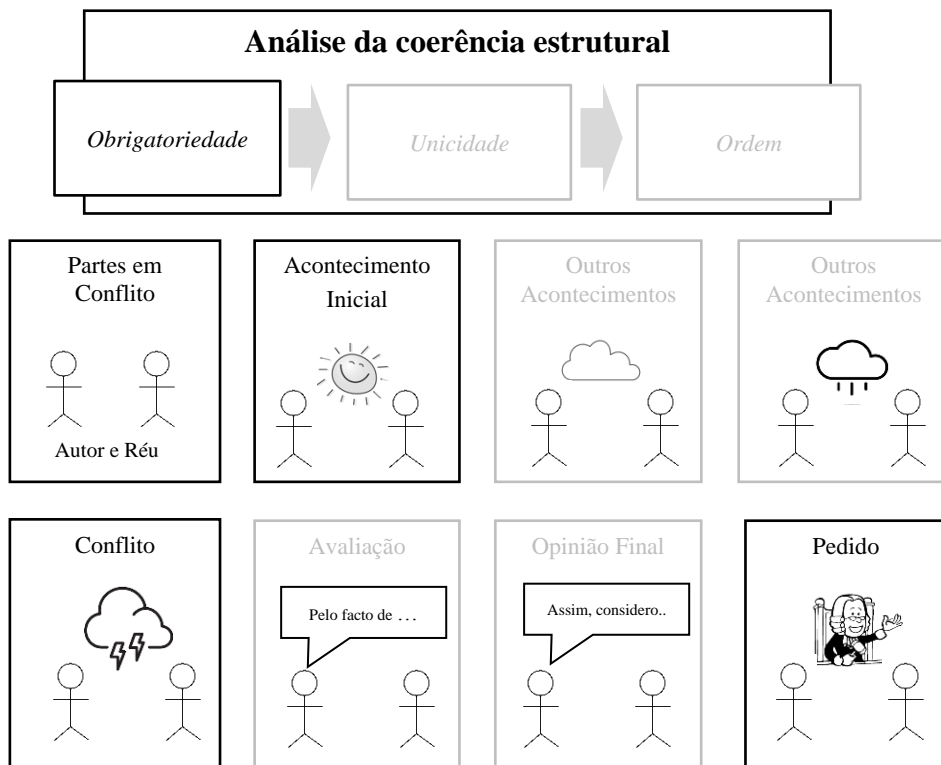 Análise da coerência estrutural
Obrigatoriedade
Unicidade
Ordem
Partes em
Conflito
Autor e Réu
Acontecimento
Inicial
Outros
Acontecimentos
Outros
Acontecimentos
Conflito
Avaliação
Pelo facto de …
Opinião Final
Assim, considero..
Pedido